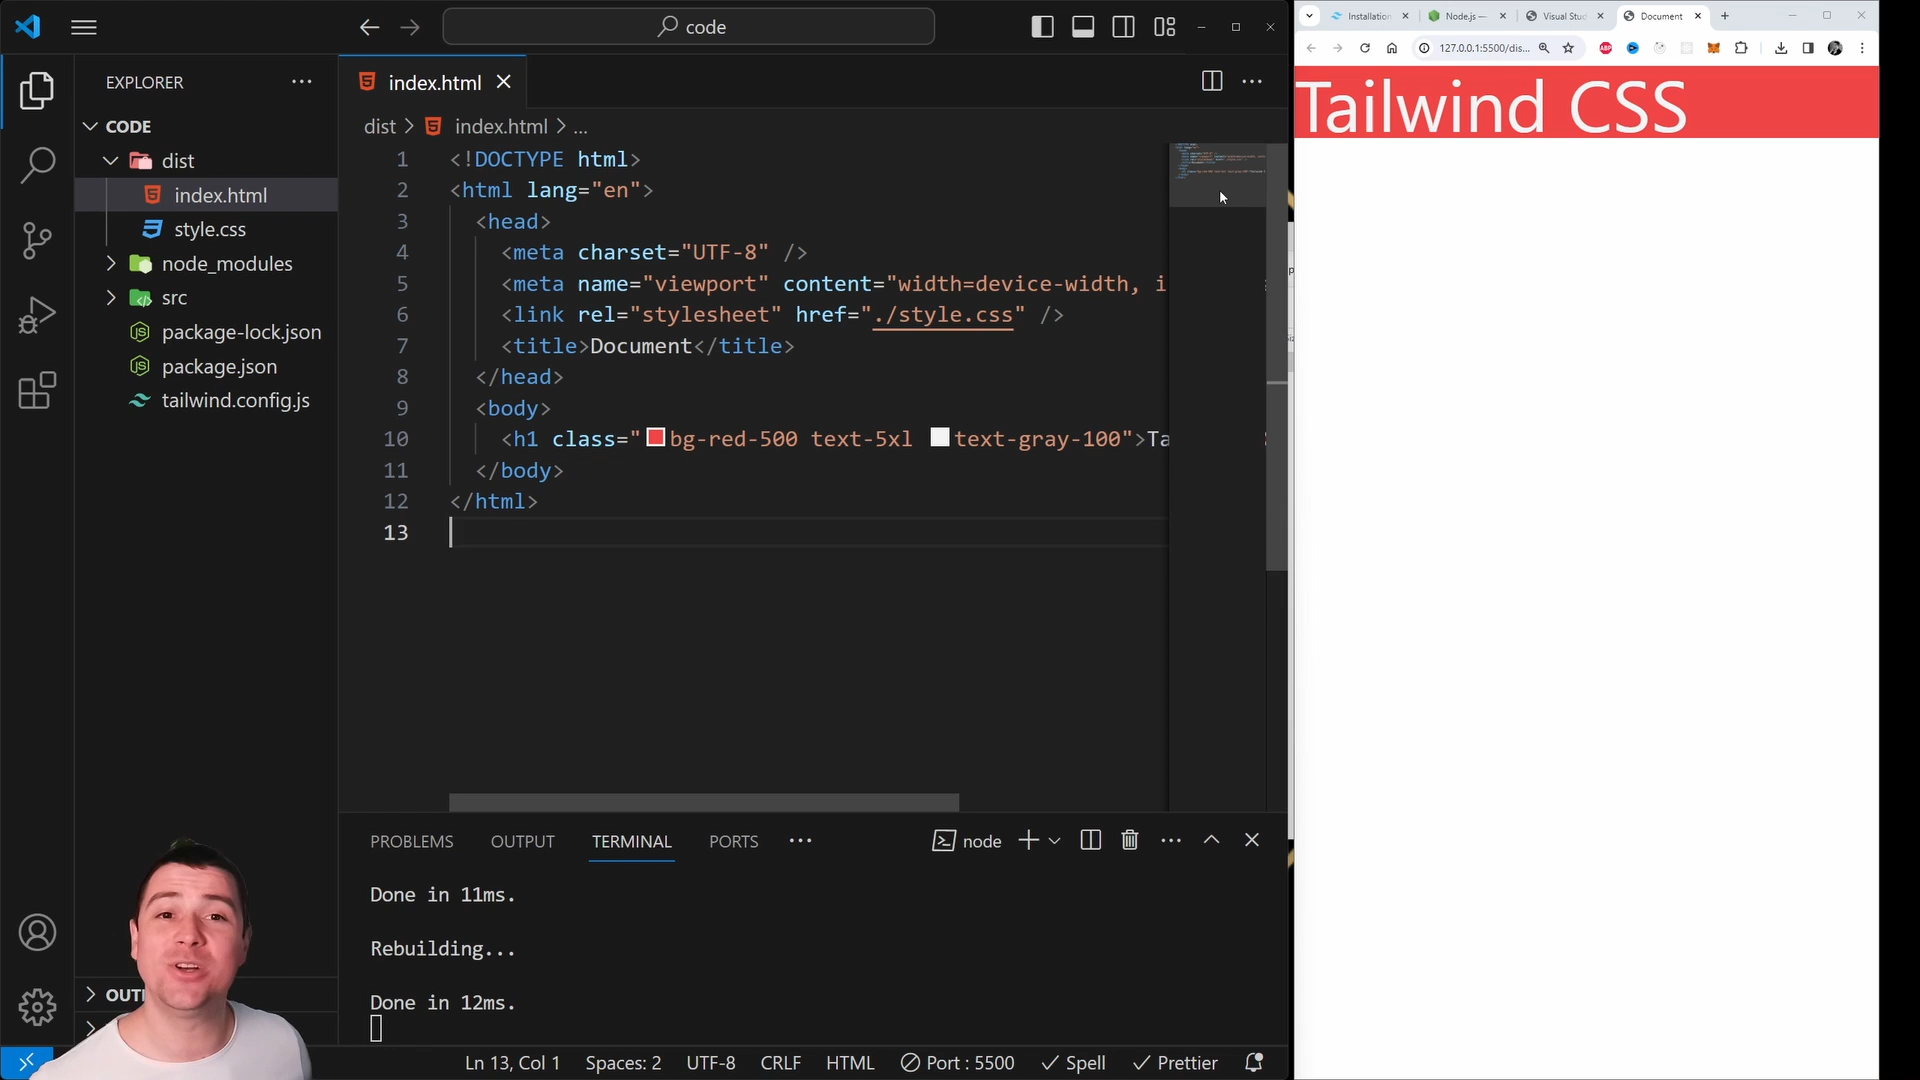 code
EXPLORER
CODE
dist
index.html
style.css
node_modules
src
package-lock.json
package.json
tailwind.config.js
index.html
dist
index.html
...
1 <!DOCTYPE html>
2 <html lang="en">
3 <head>
4 <meta charset="UTF-8" />
5 <meta name="viewport" content="width=device-width, i
6 <link rel="stylesheet" href="./style.css" />
7 <title>Document</title>
8 </head>
9 <body>
10 <h1 class="bg-red-500 text-5xl text-gray-100">Ta
11 </body>
12 </html>
13
PROBLEMS OUTPUT TERMINAL PORTS
node
Done in 11ms.
Rebuilding...
Done in 12ms.
Ln 13, Col 1 Spaces: 2 UTF-8 CRLF HTML Port : 5500 Spell Prettier
Installation Node.js — Visual Stu Document
127.0.0.1:5500/dis...
ABP
Tailwind CSS